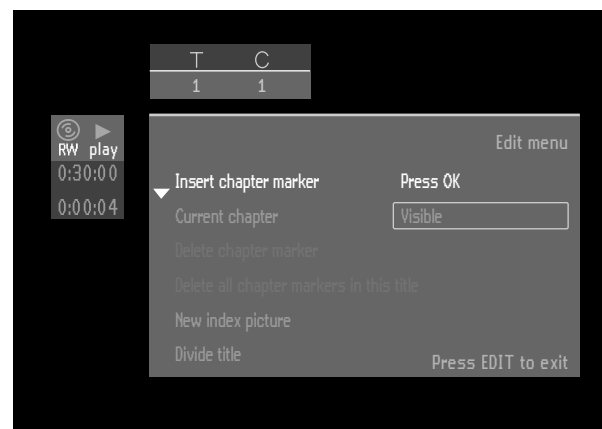 T C
1 1
RW play
0:30:00
0:00:04
Edit menu
Insert chapter marker Press OK
Current chapter Visible
Delete chapter marker
Delete all chapter markers in this title
New index picture
Divide title
Press EDIT to exit